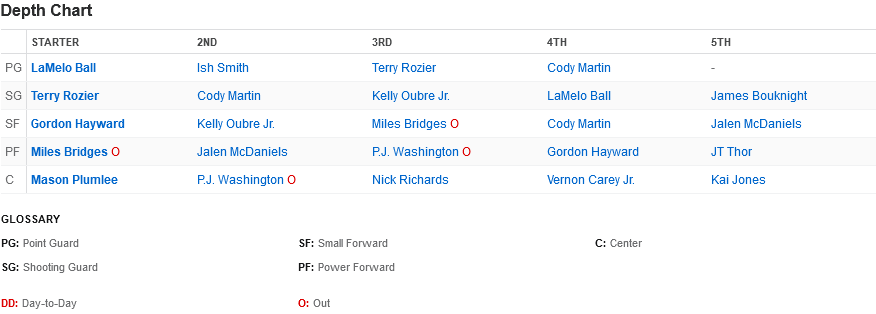 Depth Chart
STARTER 2ND 3RD 4TH 5TH
PG LaMelo Ball Ish Smith Terry Rozier Cody Martin -
SG Terry Rozier Cody Martin Kelly Oubre Jr. LaMelo Ball James Bouknight
SF Gordon Hayward Kelly Oubre Jr. Miles Bridges O Cody Martin Jalen McDaniels
PF Miles Bridges O Jalen McDaniels P.J. Washington O Gordon Hayward JT Thor
C Mason Plumlee P.J. Washington O Nick Richards Vernon Carey Jr. Kai Jones
GLOSSARY
PG: Point Guard SF: Small Forward C: Center
SG: Shooting Guard PF: Power Forward
DD: Day-to-Day O: Out